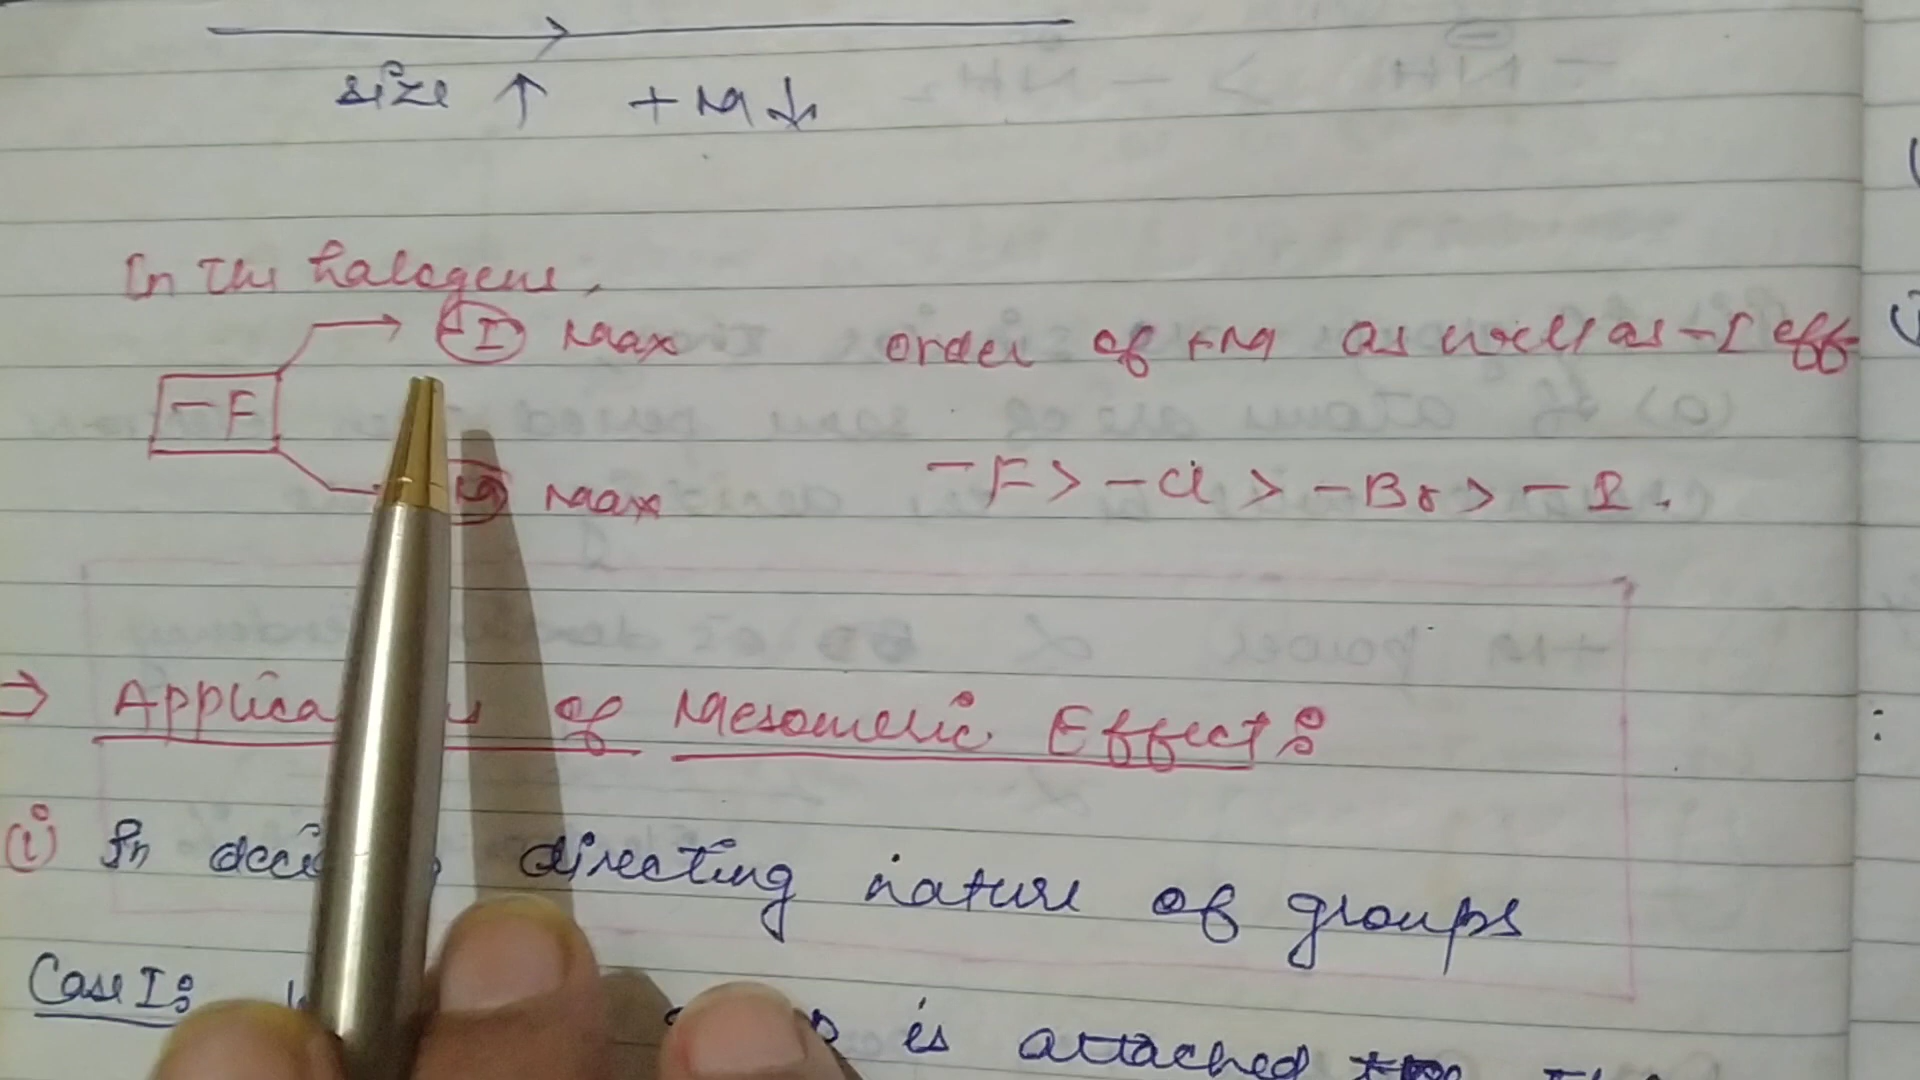 size ↑ +M ↓
In the halogens,
-I Max order of +M as well as -I eff
-F
M Max -F > -Cl > -Br > -I.
⇒ Applica of Mesomeric Effect:
(i) In directing nature of groups
Case I: is attached